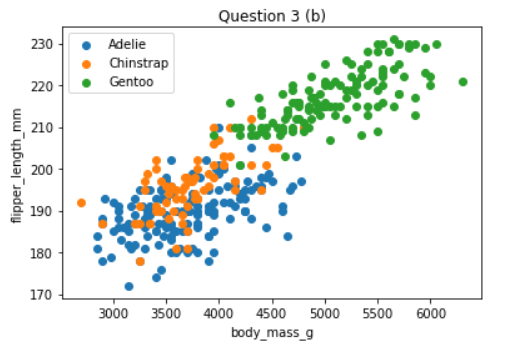 Question 3 (b)
Adelie
Chinstrap
Gentoo
230
220
210
200
190
180
170
flipper_length_mm
3000 3500 4000 4500 5000 5500 6000
body_mass_g